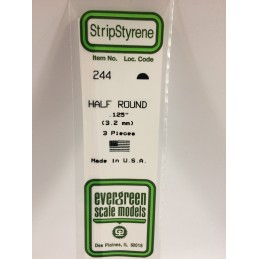 StripStyrene
Item No. Loc. Code
244
HALF ROUND
.125"
(3.2 mm)
3 Pieces
Made in U.S.A.
evergreen
scale models
Des Plaines, IL 60018